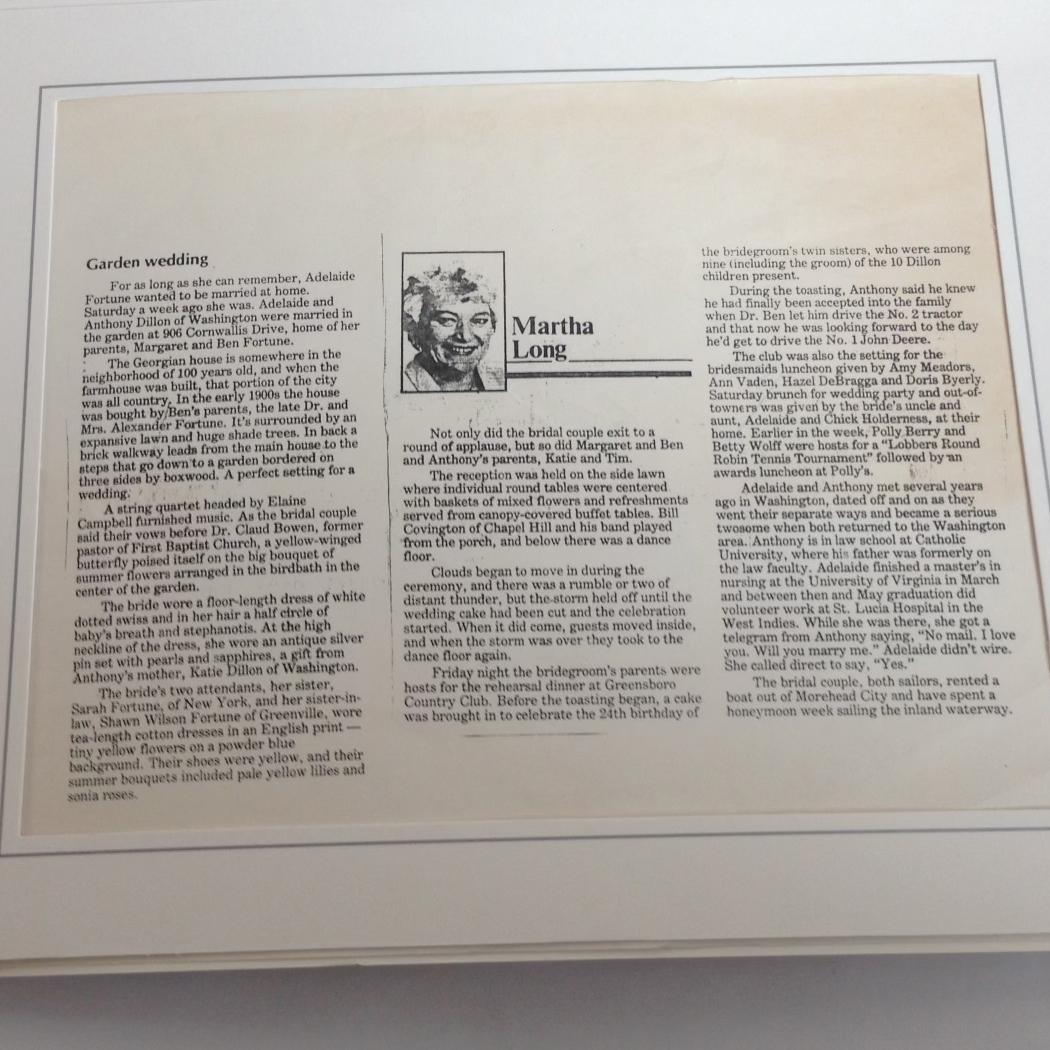 Garden wedding
For as long as she can remember, Adelaide
Fortune wanted to be married at home.
Saturday a week ago she was. Adelaide and
Anthony Dillon of Washington were married in
the garden at 906 Cornwallis Drive, home of her
parents, Margaret and Ben Fortune.
The Georgian house is somewhere in the
neighborhood of 100 years old, and when the
farmhouse was built, that portion of the city
was all country. In the early 1900s the house
was bought by Ben's parents, the late Dr. and
Mrs. Alexander Fortune. It's surrounded by an
expansive lawn and huge shade trees. In back a
brick walkway leads from the main house to the
steps that go down to a garden bordered on
three sides by boxwood. A perfect setting for a
wedding.
A string quartet headed by Elaine
Campbell furnished music. As the bridal couple
said their vows before Dr. Claud Bowen, former
pastor of First Baptist Church, a yellow-winged
butterfly poised itself on the big bouquet of
summer flowers arranged in the birdbath in the
center of the garden.
The bride wore a floor-length dress of white
dotted swiss and in her hair a half circle of
baby's breath and stephanotis. At the high
neckline of the dress, she wore an antique silver
pin set with pearls and sapphires, a gift from
Anthony's mother, Katie Dillon of Washington.
The bride's two attendants, her sister,
Sarah Fortune, of New York, and her sister-in-
law, Shawn Wilson Fortune of Greenville, wore
tea-length cotton dresses in an English print —
tiny yellow flowers on a powder blue
background. Their shoes were yellow, and their
summer bouquets included pale yellow lilies and
sonia roses.
Martha
Long
Not only did the bridal couple exit to a
round of applause, but so did Margaret and Ben
and Anthony's parents, Katie and Tim.
The reception was held on the side lawn
where individual round tables were centered
with baskets of mixed flowers and refreshments
served from canopy-covered buffet tables. Bill
Covington of Chapel Hill and his band played
from the porch, and below there was a dance
floor.
Clouds began to move in during the
ceremony, and there was a rumble or two of
distant thunder, but the storm held off until the
wedding cake had been cut and the celebration
started. When it did come, guests moved inside,
and when the storm was over they took to the
dance floor again.
Friday night the bridegroom's parents were
hosts for the rehearsal dinner at Greensboro
Country Club. Before the toasting began, a cake
was brought in to celebrate the 24th birthday of
the bridegroom's twin sisters, who were among
nine (including the groom) of the 10 Dillon
children present.
During the toasting, Anthony said he knew
he had finally been accepted into the family
when Dr. Ben let him drive the No. 2 tractor
and that now he was looking forward to the day
he'd get to drive the No. 1 John Deere.
The club was also the setting for the
bridesmaids luncheon given by Amy Meadors,
Ann Vaden, Hazel DeBragga and Doris Byerly.
Saturday brunch for wedding party and out-of-
towners was given by the bride's uncle and
aunt, Adelaide and Chick Holderness, at their
home. Earlier in the week, Polly Berry and
Betty Wolff were hosts for a "Lobbers Round
Robin Tennis Tournament" followed by an
awards luncheon at Polly's.
Adelaide and Anthony met several years
ago in Washington, dated off and on as they
went their separate ways and became a serious
twosome when both returned to the Washington
area. Anthony is in law school at Catholic
University, where his father was formerly on
the law faculty. Adelaide finished a master's in
nursing at the University of Virginia in March
and between then and May graduation did
volunteer work at St. Lucia Hospital in the
West Indies. While she was there, she got a
telegram from Anthony saying, "No mail. I love
you. Will you marry me." Adelaide didn't wire.
She called direct to say, "Yes."
The bridal couple, both sailors, rented a
boat out of Morehead City and have spent a
honeymoon week sailing the inland waterway.